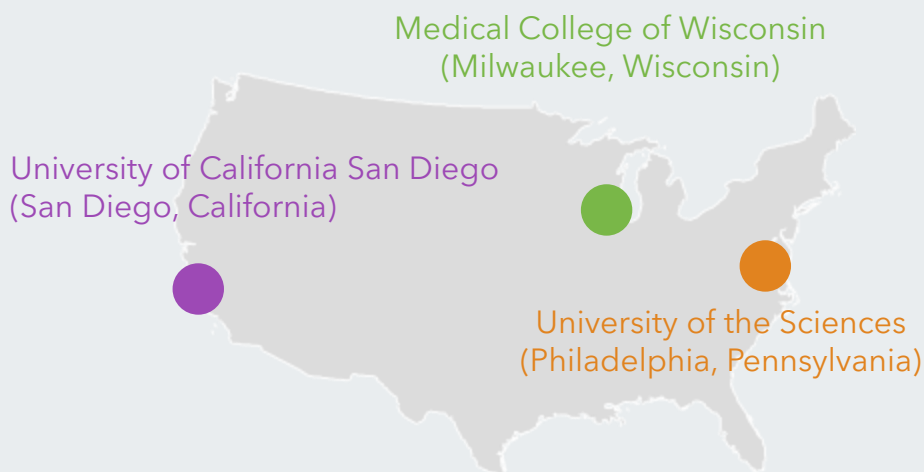 Medical College of Wisconsin
(Milwaukee, Wisconsin)
University of California San Diego
(San Diego, California)
University of the Sciences
(Philadelphia, Pennsylvania)